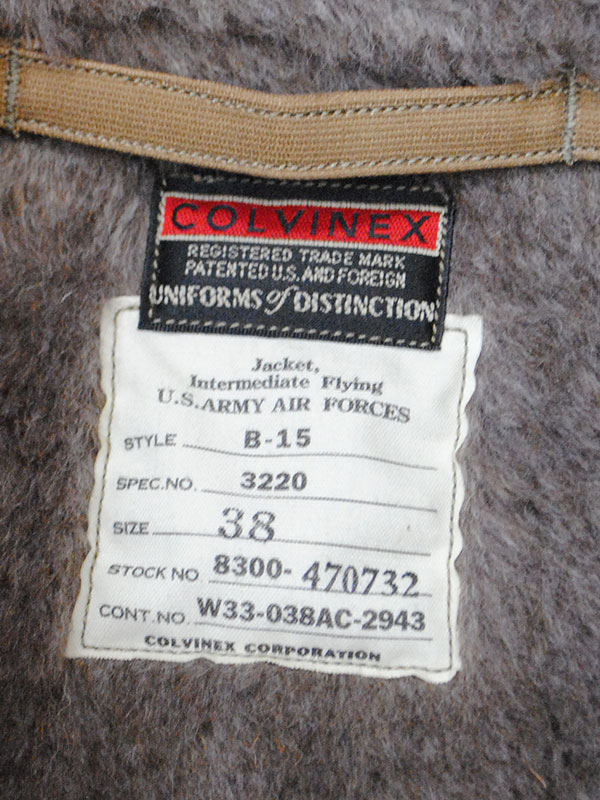 COLVINEX
REGISTERED TRADE MARK
PATENTED U.S. AND FOREIGN
UNIFORMS of DISTINCTION
Jacket,
Intermediate Flying
U.S. ARMY AIR FORCES
STYLE B-15
SPEC. NO. 3220
SIZE 38
STOCK NO 8300- 470732
CONT. NO. W33-038AC-2943
COLVINEX CORPORATION